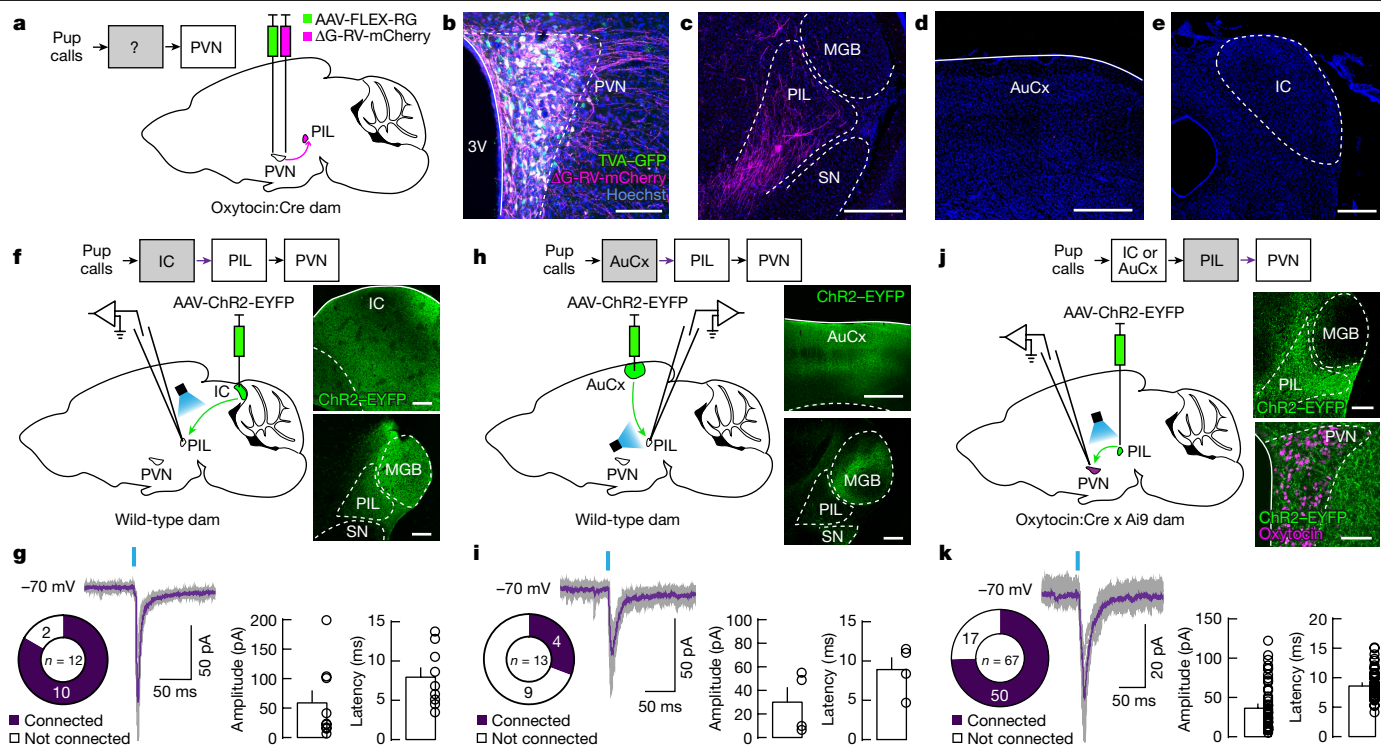 a
Pup calls
?
PVN
AAV-FLEX-RG
ΔG-RV-mCherry
PIL
PVN
Oxytocin:Cre dam
b
PVN
3V
TVA–GFP
ΔG-RV-mCherry
Hoechst
c
MGB
PIL
SN
d
AuCx
e
IC
f
Pup calls
IC
PIL
PVN
AAV-ChR2-EYFP
IC
PIL
PVN
Wild-type dam
IC
ChR2–EYFP
MGB
PIL
SN
h
Pup calls
AuCx
PIL
PVN
AAV-ChR2-EYFP
AuCx
PIL
PVN
Wild-type dam
ChR2–EYFP
AuCx
MGB
PIL
SN
j
Pup calls
IC or AuCx
PIL
PVN
AAV-ChR2-EYFP
PIL
PVN
Oxytocin:Cre x Ai9 dam
MGB
PIL
ChR2–EYFP
PVN
ChR2–EYFP
Oxytocin
g
–70 mV
2
n = 12
10
Connected
Not connected
50 pA
50 ms
Amplitude (pA)
200
150
100
50
0
Latency (ms)
15
10
5
0
i
–70 mV
4
n = 13
9
Connected
Not connected
50 pA
50 ms
Amplitude (pA)
100
80
60
40
20
0
Latency (ms)
15
10
5
0
k
–70 mV
17
n = 67
50
Connected
Not connected
20 pA
50 ms
Amplitude (pA)
150
100
50
0
Latency (ms)
20
15
10
5
0